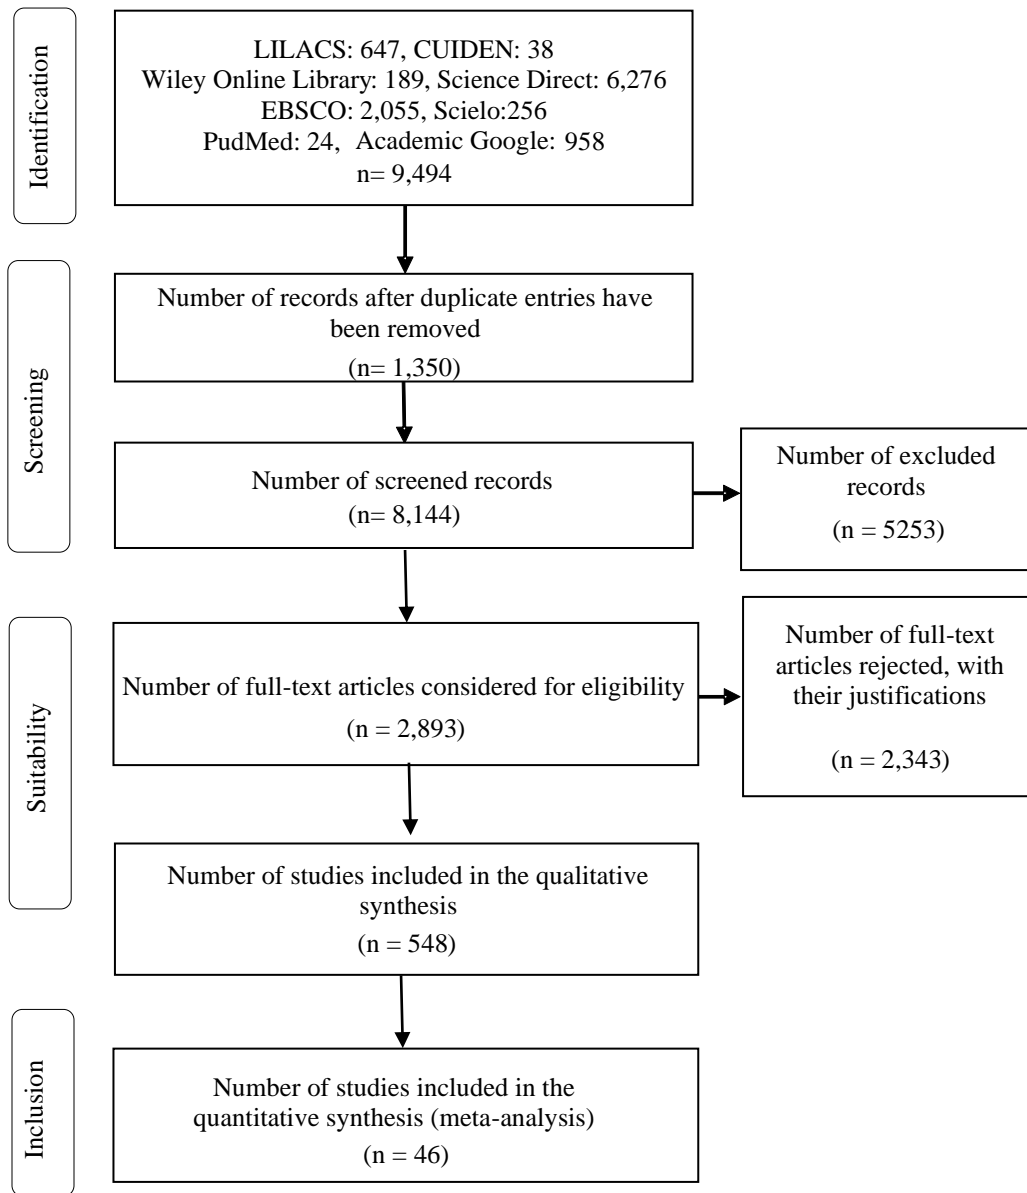 Identification
LILACS: 647, CUIDEN: 38
Wiley Online Library: 189, Science Direct: 6,276
EBSCO: 2,055, Scielo:256
PudMed: 24, Academic Google: 958
n= 9,494
Screening
Number of records after duplicate entries have
been removed
(n= 1,350)
Number of screened records
(n= 8,144)
Number of excluded
records
(n = 5253)
Suitability
Number of full-text articles considered for eligibility
(n = 2,893)
Number of full-text
articles rejected, with
their justifications
(n = 2,343)
Number of studies included in the qualitative
synthesis
(n = 548)
Inclusion
Number of studies included in the
quantitative synthesis (meta-analysis)
(n = 46)